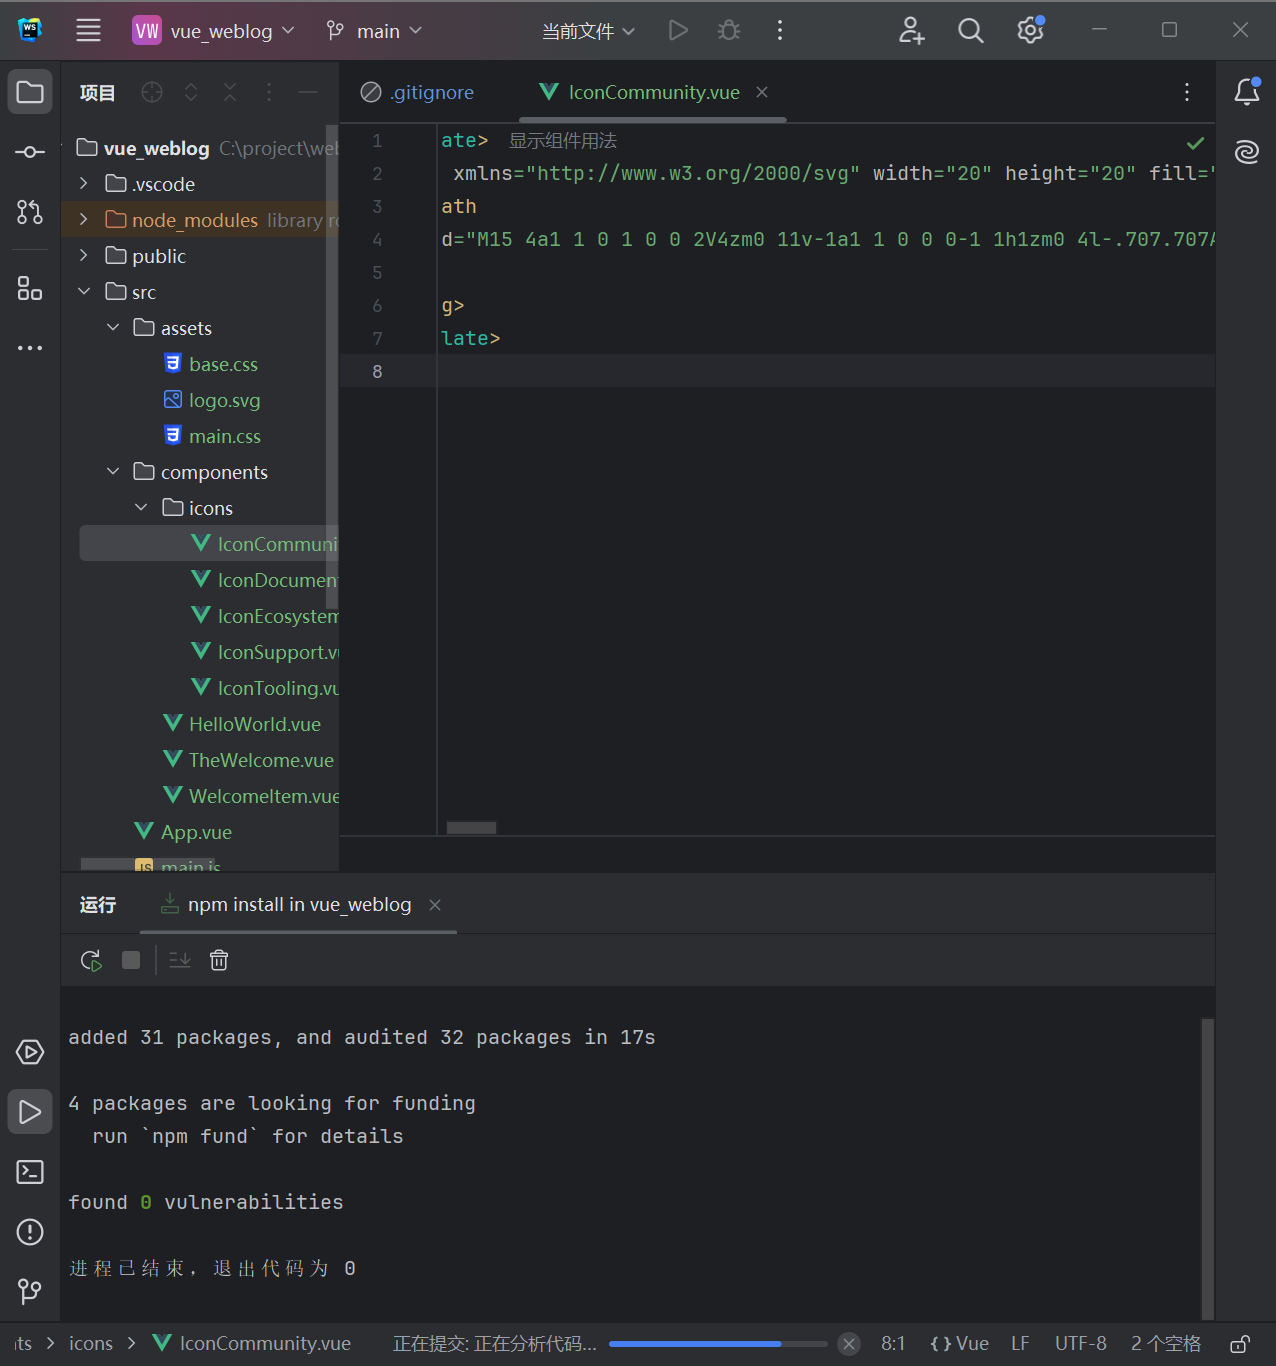 WS
VW vue_weblog main 当前文件
项目
.gitignore
IconCommunity.vue
vue_weblog C:\project\we
.vscode
node_modules library r
public
src
assets
base.css
logo.svg
main.css
components
icons
IconCommuni
IconDocumen
IconEcosystem
IconSupport.v
IconTooling.vu
HelloWorld.vue
TheWelcome.vue
WelcomeItem.vue
App.vue
JS main.js
1 ate> 显示组件用法
2 xmlns="http://www.w3.org/2000/svg" width="20" height="20" fill="
3 ath
4 d="M15 4a1 1 0 1 0 0 2V4zm0 11v-1a1 1 0 0 0-1 1h1zm0 4l-.707.707A
5
6 g>
7 late>
8
运行
npm install in vue_weblog
added 31 packages, and audited 32 packages in 17s
4 packages are looking for funding
run `npm fund` for details
found 0 vulnerabilities
进程已结束，退出代码为 0
ts > icons > IconCommunity.vue 正在提交: 正在分析代码... 8:1 {} Vue LF UTF-8 2 个空格